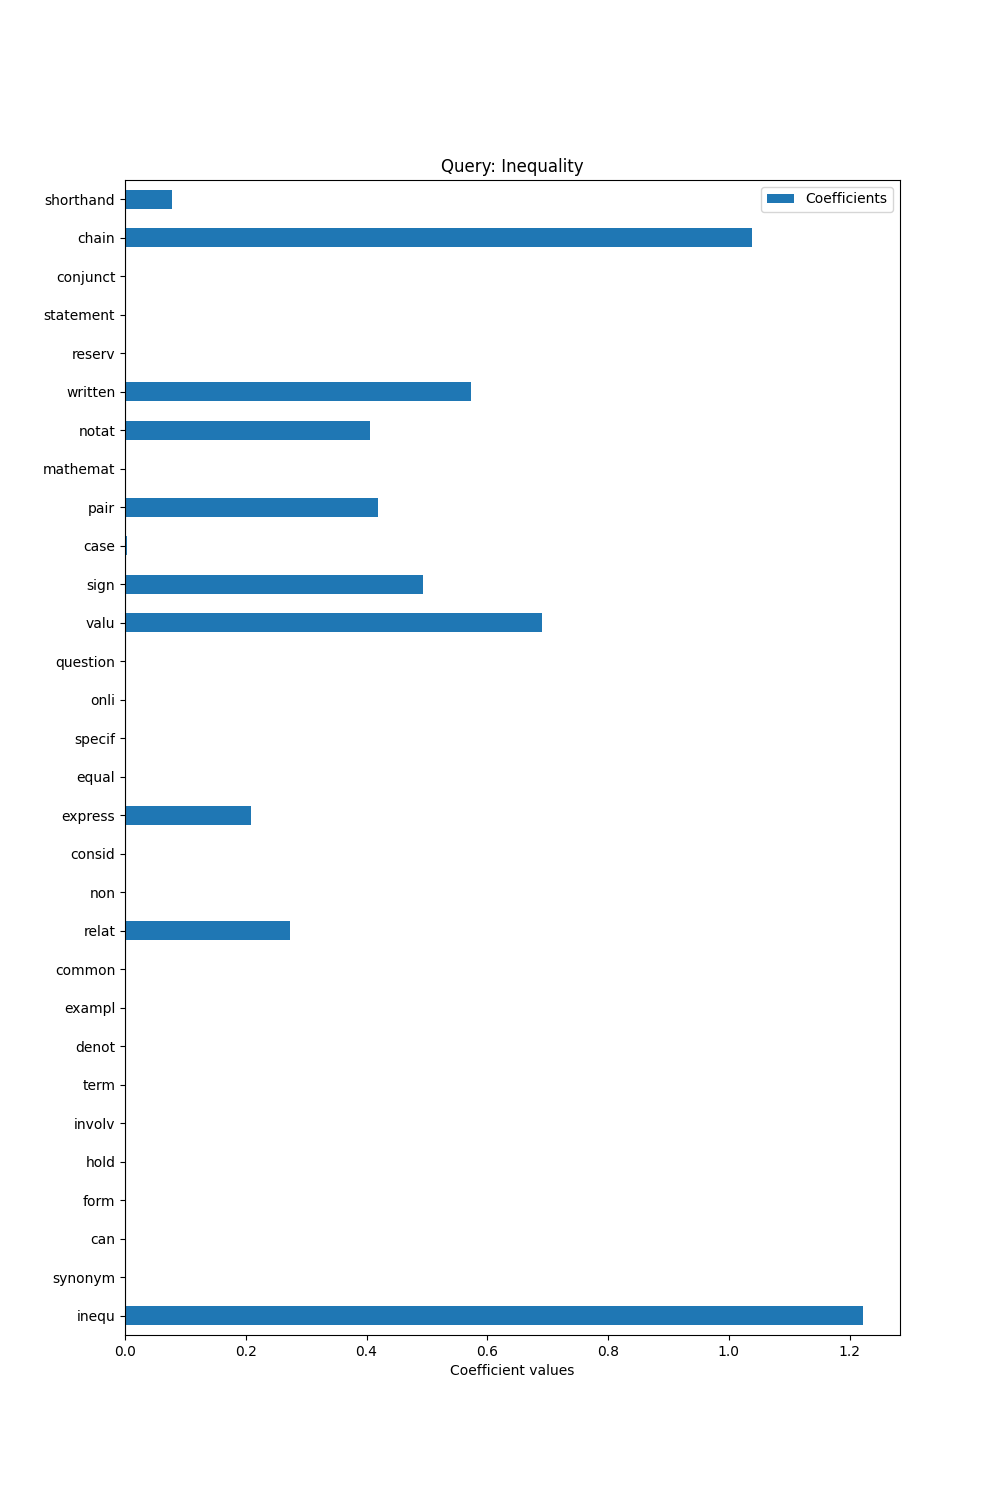 Query: Inequality
Coefficients
shorthand
chain
conjunct
statement
reserv
written
notat
mathemat
pair
case
sign
valu
question
onli
specif
equal
express
consid
non
relat
common
exampl
denot
term
involv
hold
form
can
synonym
inequ
0.0 0.2 0.4 0.6 0.8 1.0 1.2
Coefficient values